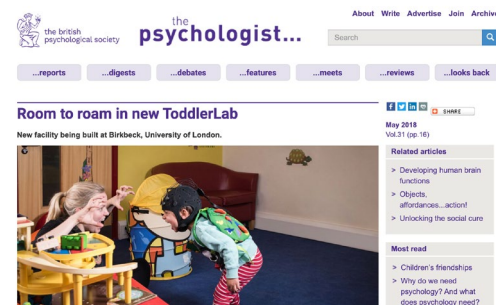 About Write Advertise Join Archive
the british
psychological society
the
psychologist...
Search
...reports
...digests
...debates
...features
...meets
...reviews
...looks back
Room to roam in new ToddlerLab
New facility being built at Birkbeck, University of London.
SHARE
May 2018
Vol.31 (pp.16)
Related articles
> Developing human brain
functions
> Objects,
affordances...action!
> Unlocking the social cure
Most read
> Children's friendships
> Why do we need
psychology? And what
does psychology need?